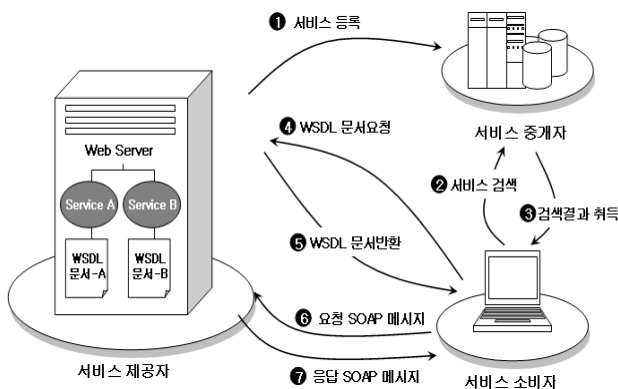 ❶ 서비스 등록
서비스 중개자
❹ WSDL 문서요청
Web Server
❷ 서비스 검색
Service A
Service B
❸ 검색결과 취득
❺ WSDL 문서반환
WSDL
문서-A
WSDL
문서-B
❻ 요청 SOAP 메시지
서비스 제공자
❼ 응답 SOAP 메시지
서비스 소비자